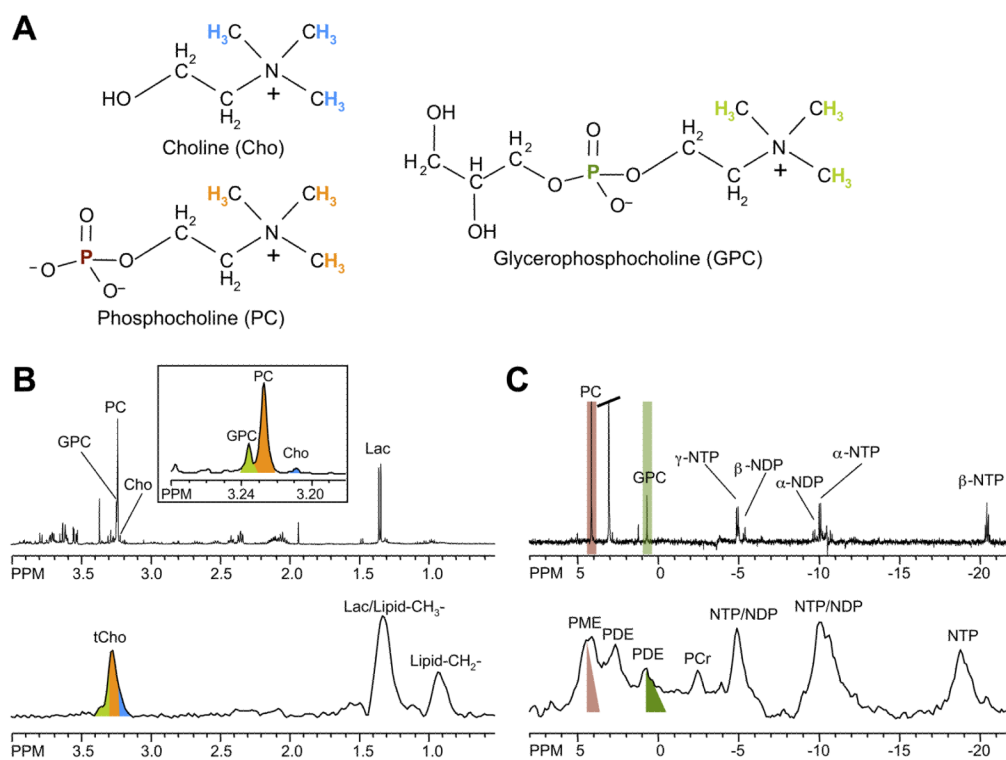 A
H3C CH3
H2
C N
HO + CH3
C
H2
Choline (Cho)
H3C CH3
O H2
C N
P O + CH3
–O C
O– H2
Phosphocholine (PC)
OH H3C CH3
O H2
H2C H H2 C N
C C P O + CH3
O O– C
OH H2
Glycerophosphocholine (GPC)
B
PC
GPC
Cho
PC
GPC
Cho
PPM 3.24 3.20
Lac
PPM 3.5 3.0 2.5 2.0 1.5 1.0
tCho
Lac/Lipid-CH3-
Lipid-CH2-
PPM 3.5 3.0 2.5 2.0 1.5 1.0
C
PC
GPC
γ-NTP
β-NDP
α-NDP
α-NTP
β-NTP
PPM 5 0 -5 -10 -15 -20
PME
PDE
PDE
PCr
NTP/NDP
NTP/NDP
NTP
PPM 5 0 -5 -10 -15 -20